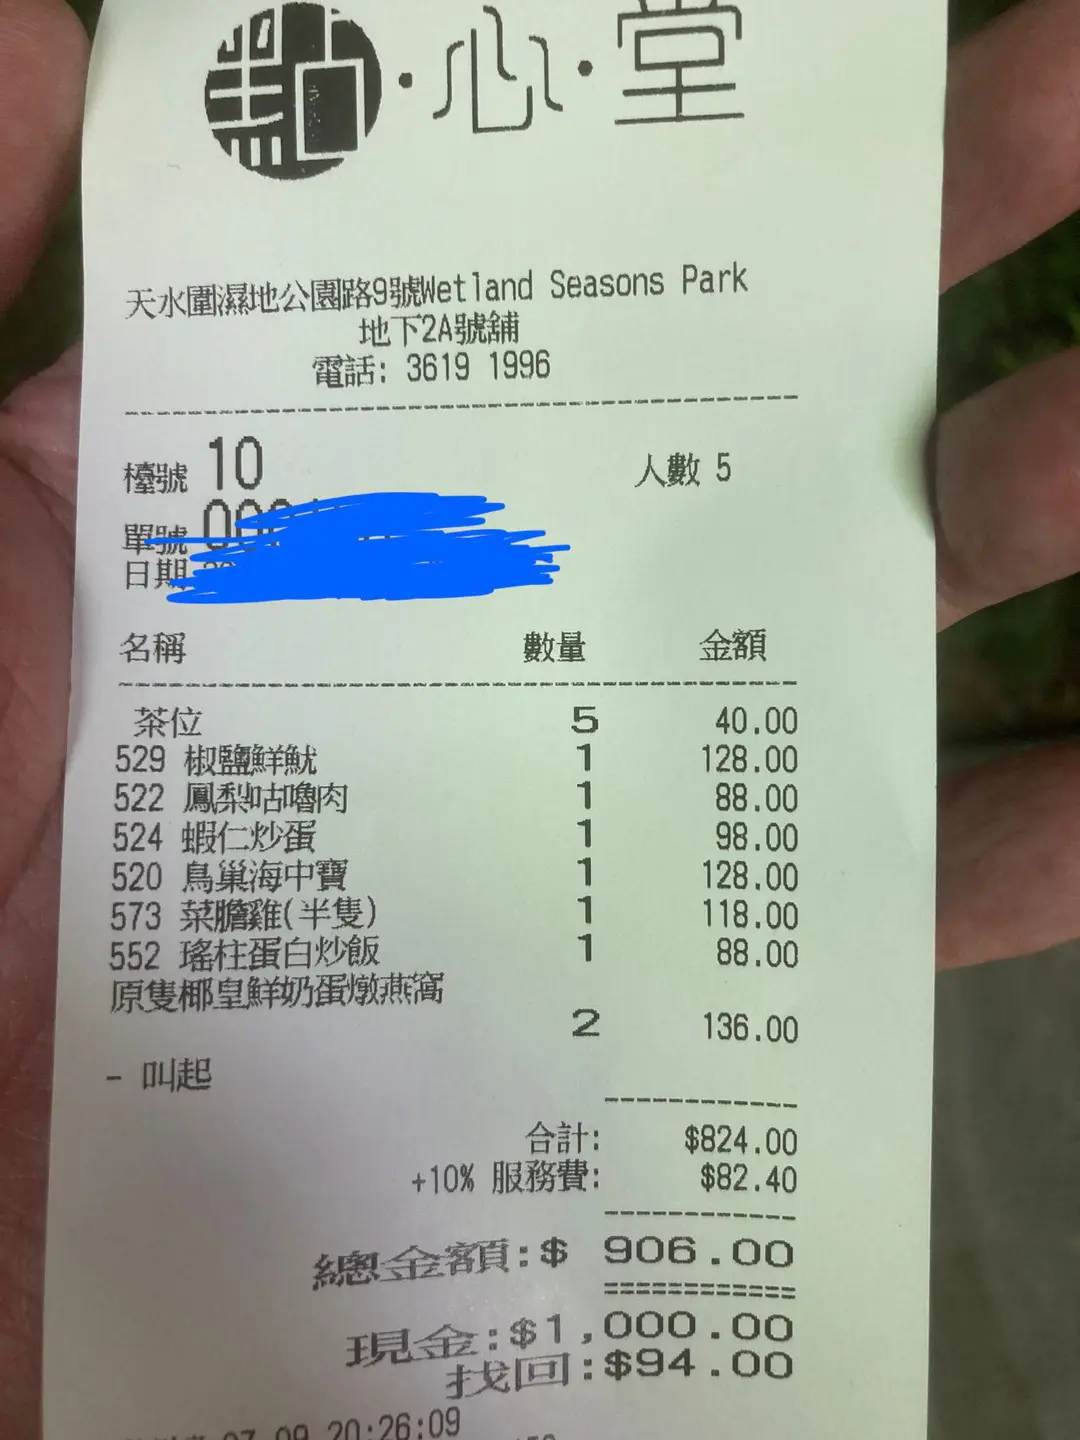 點·心·堂
天水圍濕地公園路9號Wetland Seasons Park
地下2A號舖
電話: 3619 1996
檯號 10 人數 5
單號
日期
名稱 數量 金額
茶位 5 40.00
529 椒鹽鮮魷 1 128.00
522 鳳梨咕嚕肉 1 88.00
524 蝦仁炒蛋 1 98.00
520 鳥巢海中寶 1 128.00
573 菜膽雞(半隻) 1 118.00
552 瑤柱蛋白炒飯 1 88.00
原隻椰皇鮮奶蛋燉燕窩
2 136.00
- 叫起
合計: $824.00
+10% 服務費: $82.40
總金額:$ 906.00
現金:$1,000.00
找回:$94.00
07-09 20:26:09